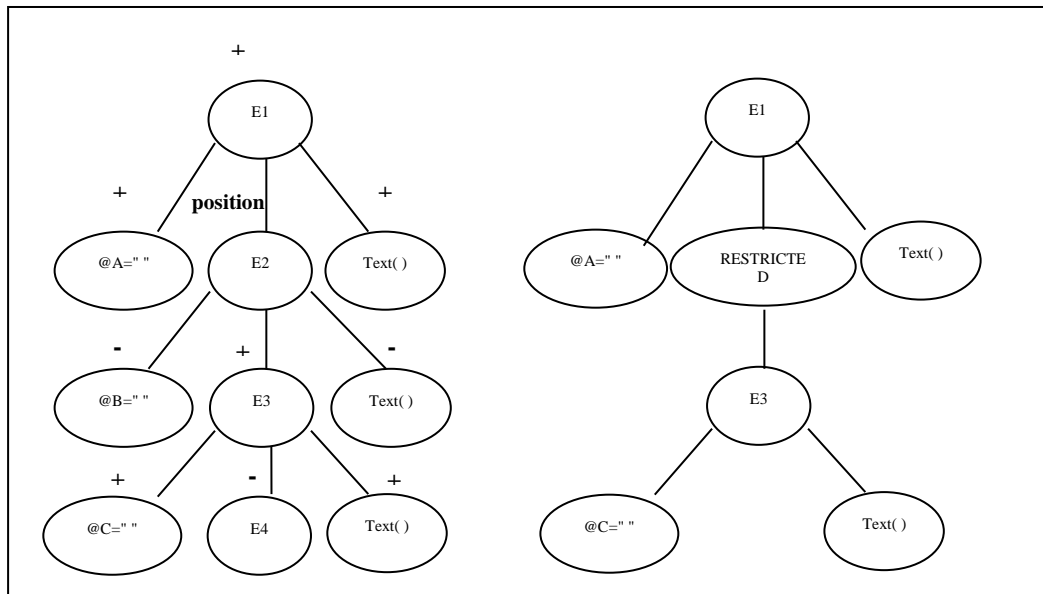 +
E1
+
position
+
@A=" "
E2
Text( )
-
+
-
@B=" "
E3
Text( )
+
-
+
@C=" "
E4
Text( )
E1
@A=" "
RESTRICTE
D
Text( )
E3
@C=" "
Text( )